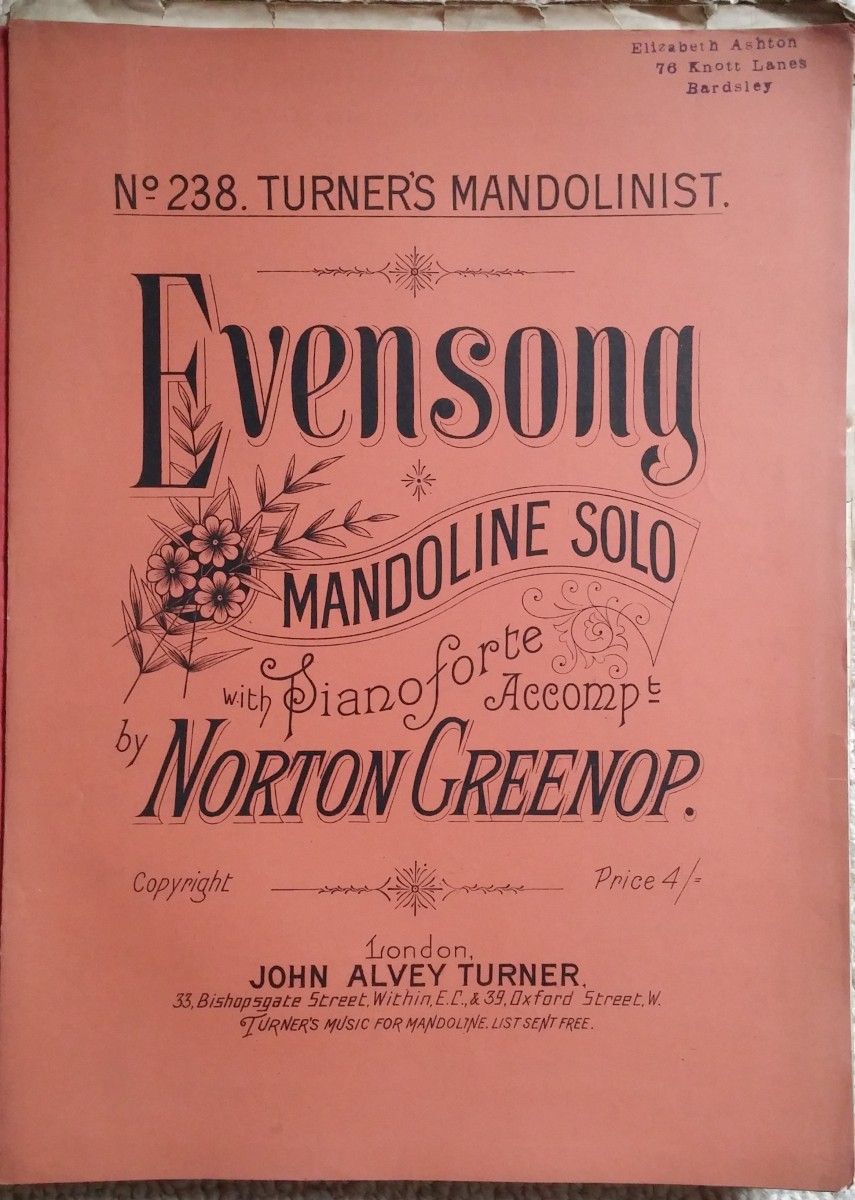 Elizabeth Ashton
76 Knott Lanes
Bardsley
No 238. TURNER'S MANDOLINIST.
Evensong
MANDOLINE SOLO
with Pianoforte Accompt
by NORTON GREENOP.
Copyright Price 4/=
London,
JOHN ALVEY TURNER.
33, Bishopsgate Street, Within, E.C., & 39, Oxford Street, W.
TURNER'S MUSIC FOR MANDOLINE. LIST SENT FREE.